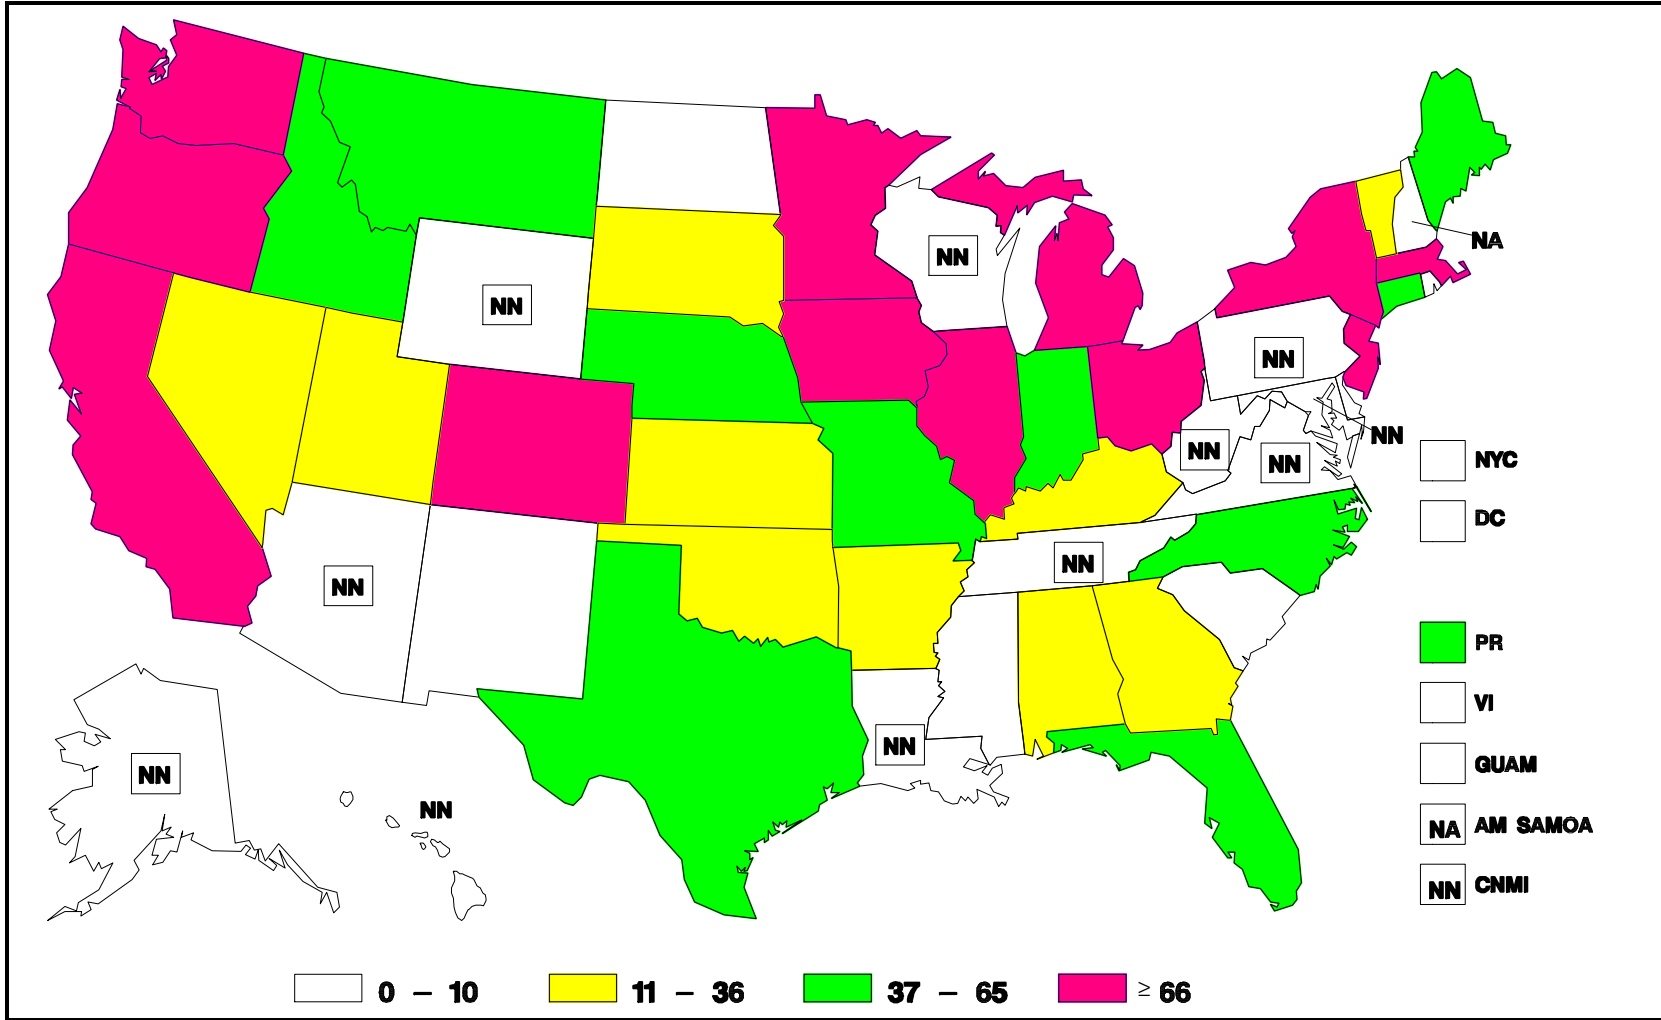 NA
NN
NN
NN
NN
NYC
NN
NN
DC
NN
NN
PR
VI
NN
GUAM
NN
NN
NA AM SAMOA
NN CNMI
0 – 10 11 – 36 37 – 65 ≥ 66